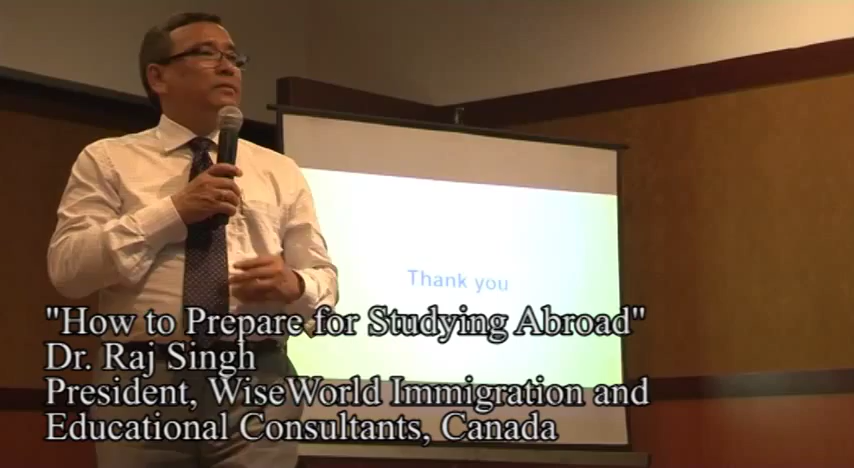 Thank you
"How to Prepare for Studying Abroad"
Dr. Raj Singh
President, WiseWorld Immigration and
Educational Consultants, Canada